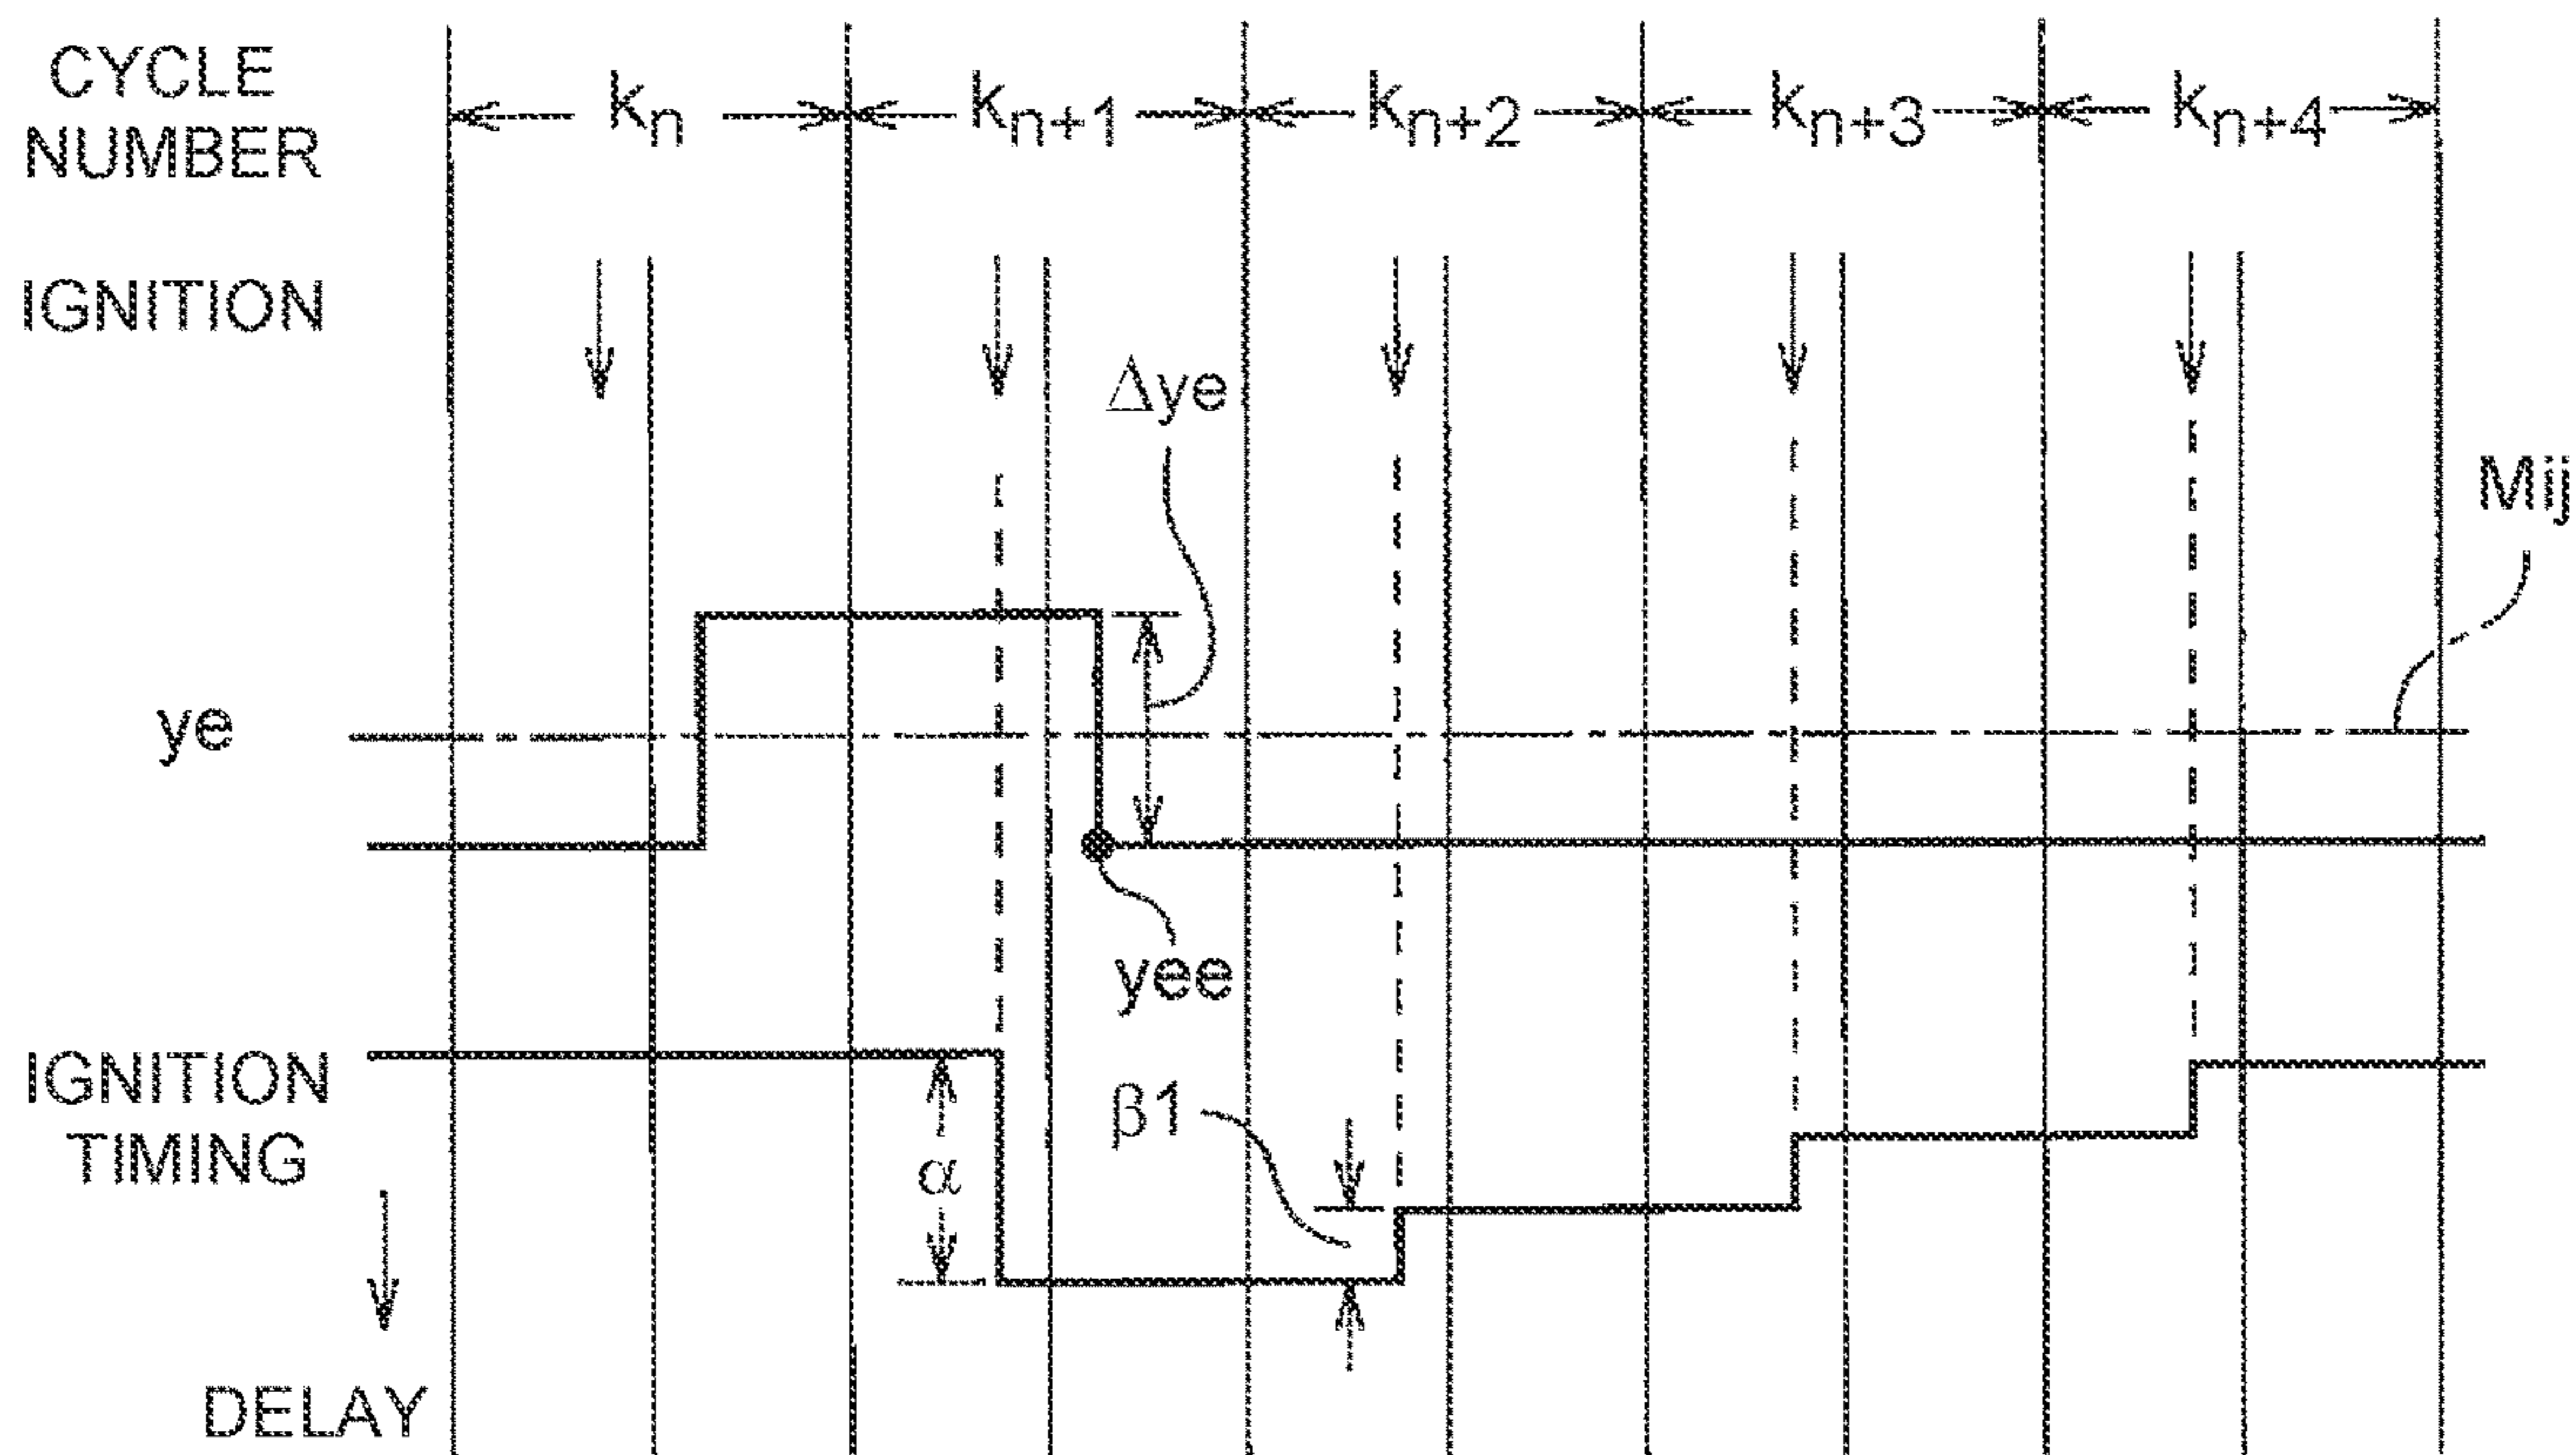 CYCLE
NUMBER
kn
kn+1
kn+2
kn+3
kn+4
IGNITION
Δye
Mij
ye
yee
IGNITION
TIMING
α
β1
DELAY